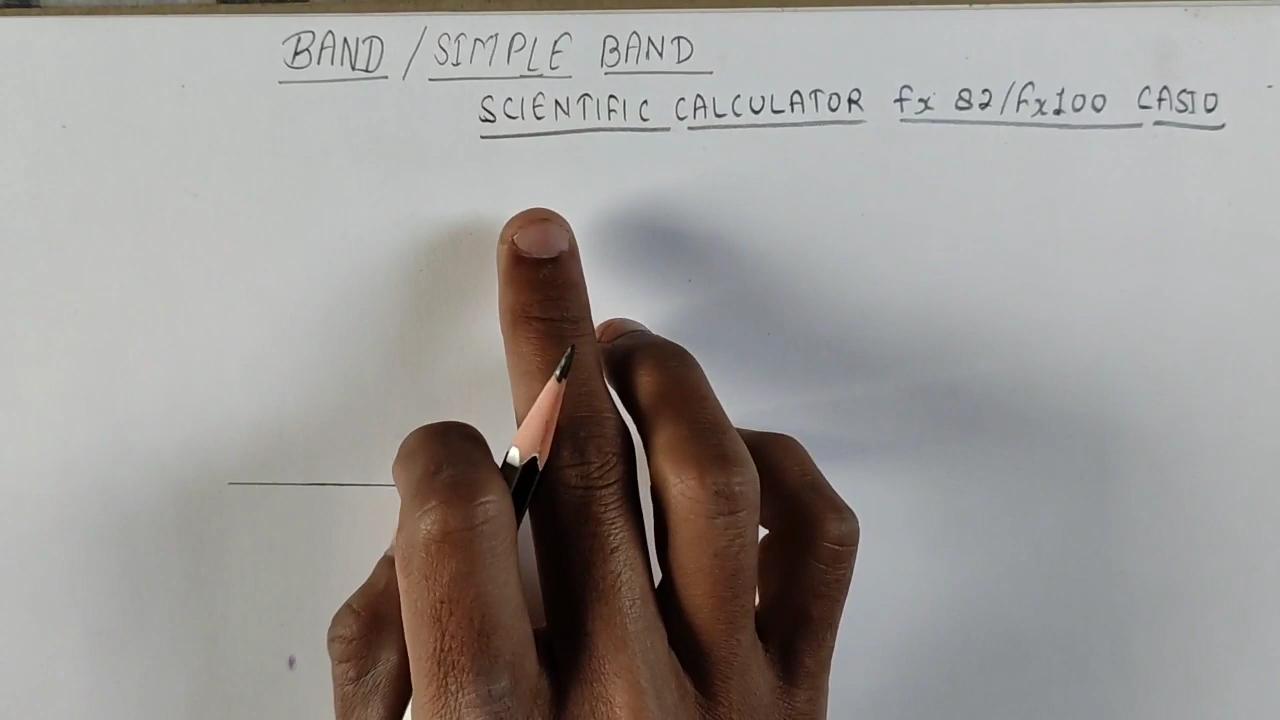 BAND / SIMPLE BAND
SCIENTIFIC CALCULATOR fx 82/fx100 CASIO